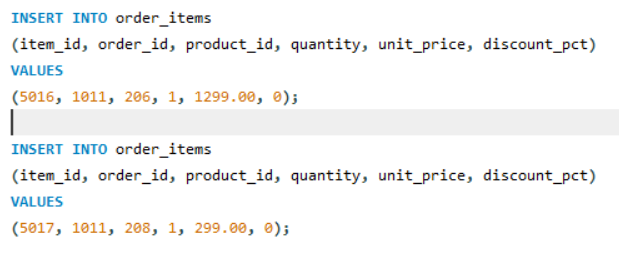 INSERT INTO order_items
(item_id, order_id, product_id, quantity, unit_price, discount_pct)
VALUES
(5016, 1011, 206, 1, 1299.00, 0);
INSERT INTO order_items
(item_id, order_id, product_id, quantity, unit_price, discount_pct)
VALUES
(5017, 1011, 208, 1, 299.00, 0);